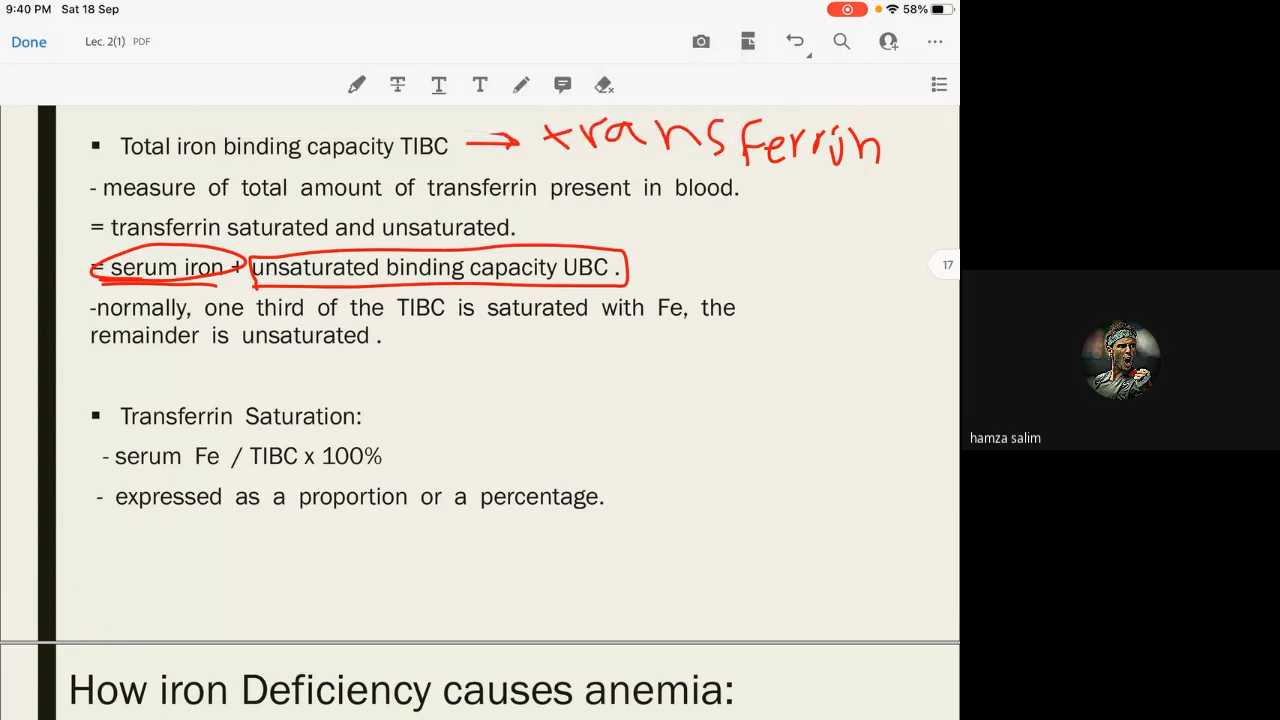 9:40 PM Sat 18 Sep 58%
Done Lec. 2(1) PDF
▪ Total iron binding capacity TIBC → transferrin
- measure of total amount of transferrin present in blood.
= transferrin saturated and unsaturated.
= serum iron + unsaturated binding capacity UBC .
17
-normally, one third of the TIBC is saturated with Fe, the
remainder is unsaturated .
▪ Transferrin Saturation:
- serum Fe / TIBC x 100%
- expressed as a proportion or a percentage.
hamza salim
How iron Deficiency causes anemia: